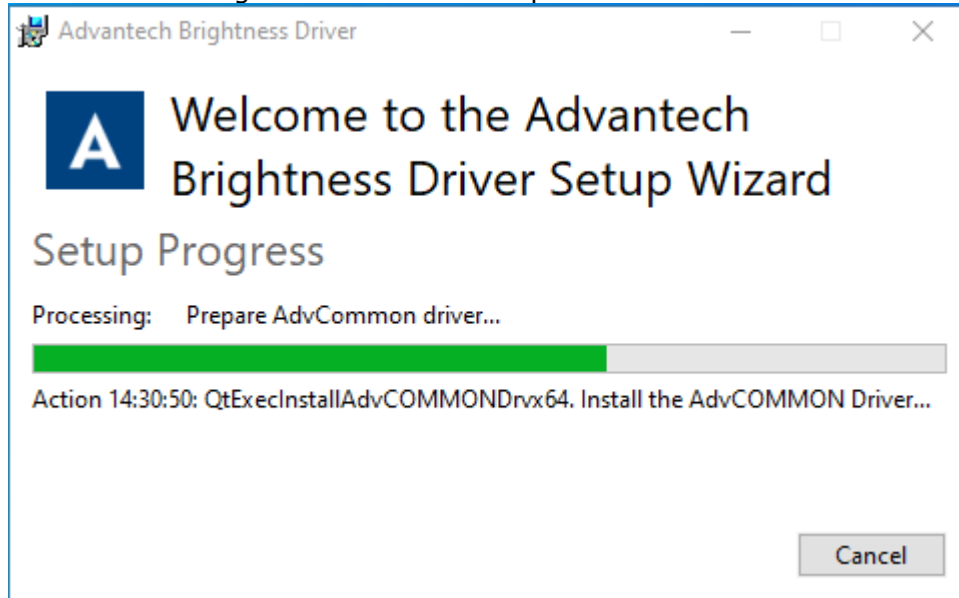 Advantech Brightness Driver
A
Welcome to the Advantech
Brightness Driver Setup Wizard
Setup Progress
Processing: Prepare AdvCommon driver...
Action 14:30:50: QtExecInstallAdvCOMMONDrvx64. Install the AdvCOMMON Driver...
Cancel